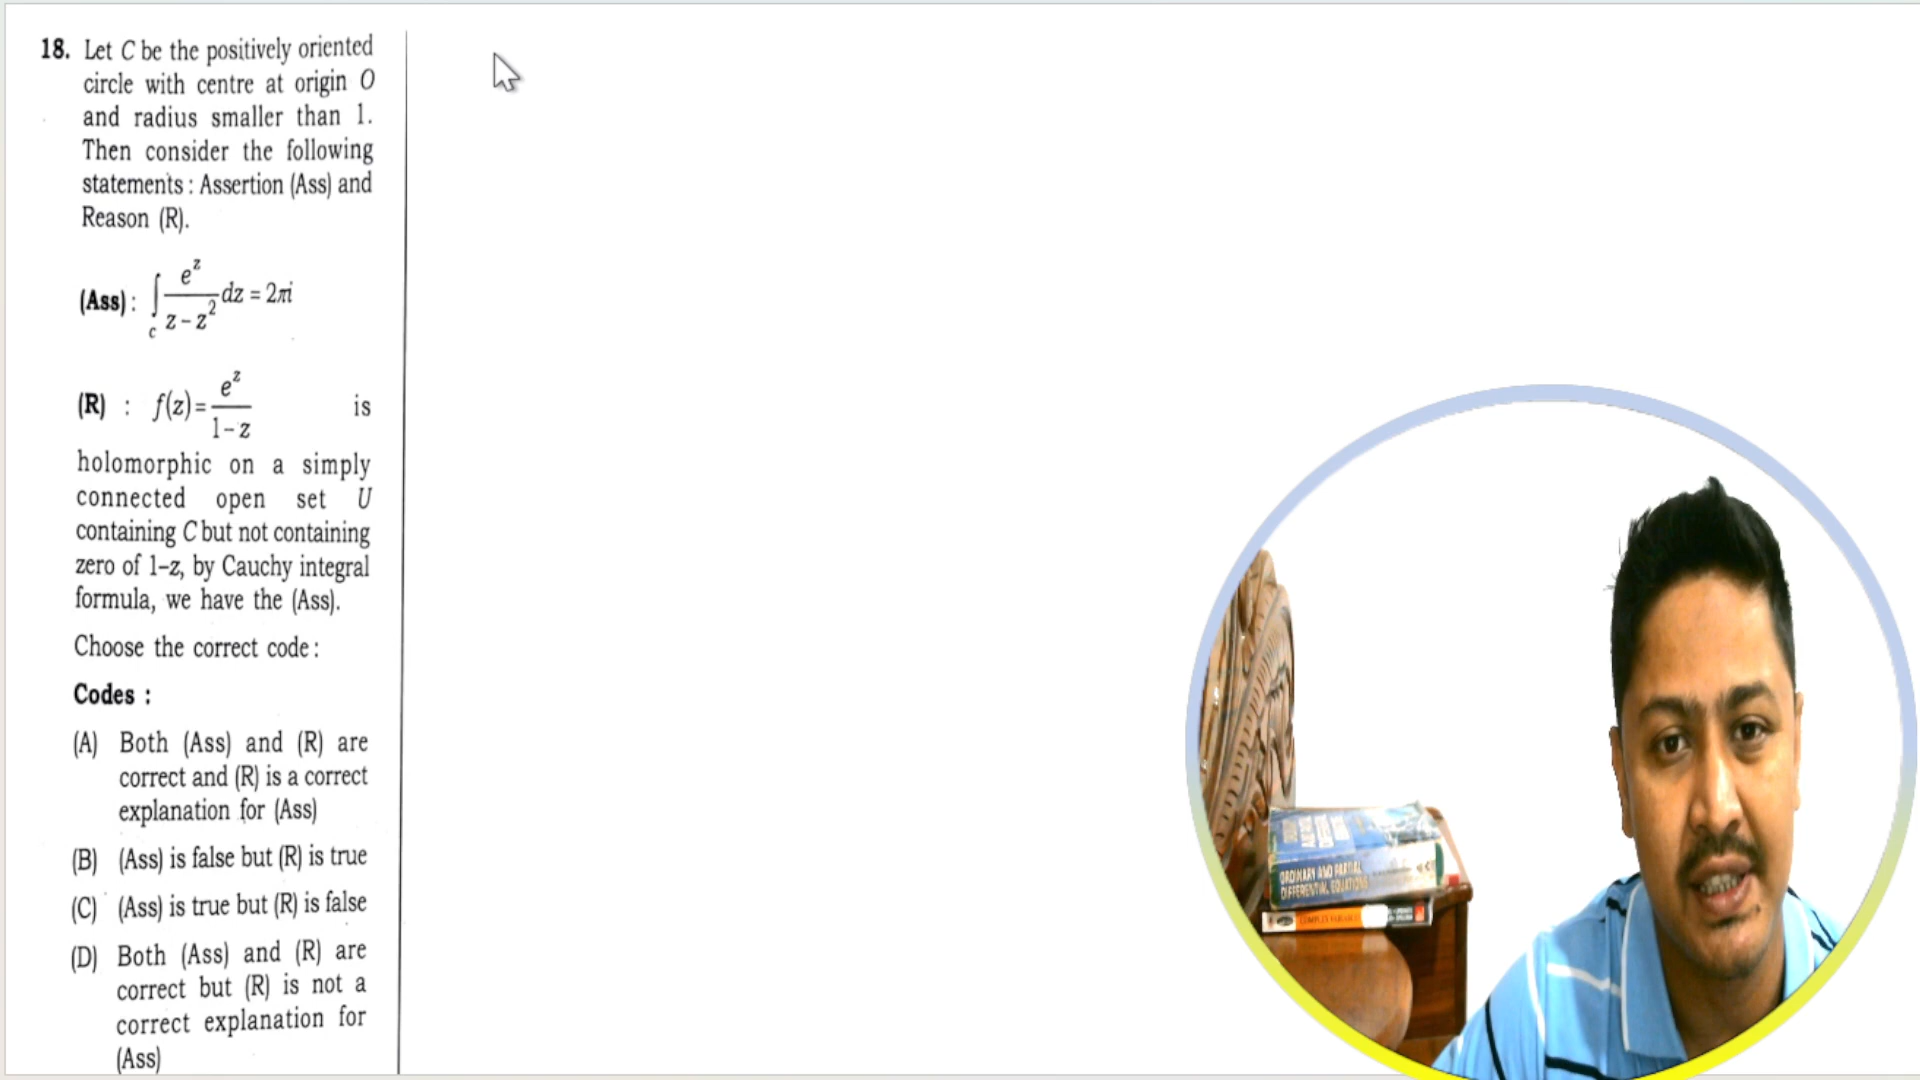 18. Let C be the positively oriented
circle with centre at origin O
and radius smaller than 1.
Then consider the following
statements : Assertion (Ass) and
Reason (R).
(Ass) : ∫_c e^z / (z − z^2) dz = 2πi
(R) : f(z) = e^z / (1 − z) is
holomorphic on a simply
connected open set U
containing C but not containing
zero of 1–z, by Cauchy integral
formula, we have the (Ass).
Choose the correct code :
Codes :
(A) Both (Ass) and (R) are
correct and (R) is a correct
explanation for (Ass)
(B) (Ass) is false but (R) is true
(C) (Ass) is true but (R) is false
(D) Both (Ass) and (R) are
correct but (R) is not a
correct explanation for
(Ass)
ORDINARY AND PARTIAL
DIFFERENTIAL EQUATIONS
COMPLEX VARIABLES